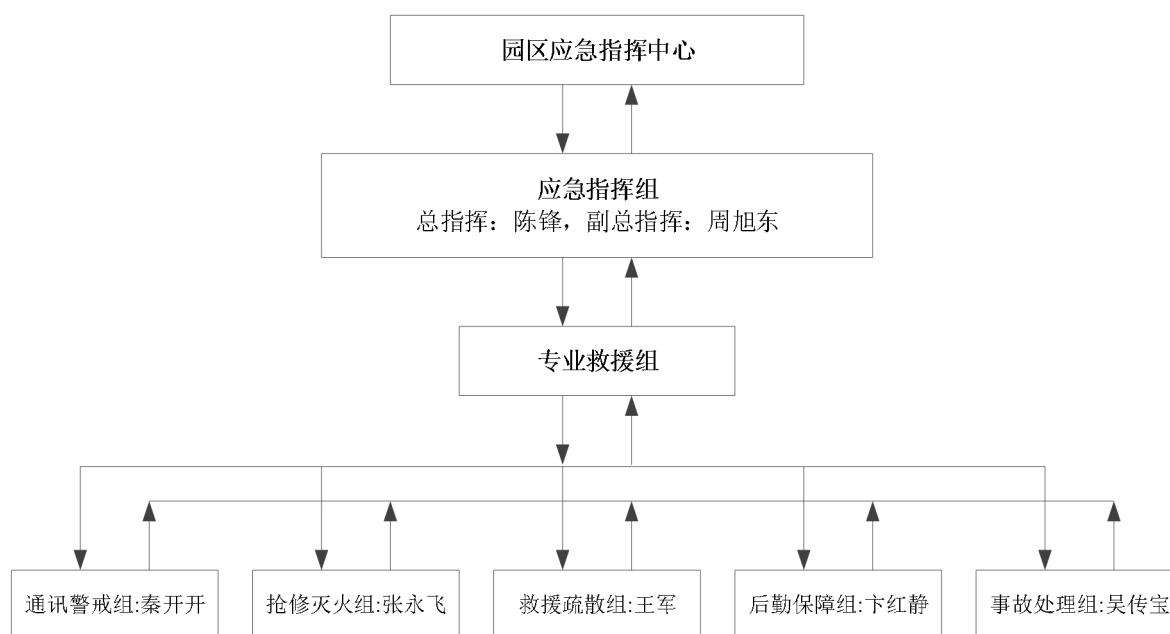 园区应急指挥中心
应急指挥组
总指挥：陈锋，副总指挥：周旭东
专业救援组
通讯警戒组:秦开开
抢修灭火组:张永飞
救援疏散组:王军
后勤保障组:卞红静
事故处理组:吴传宝